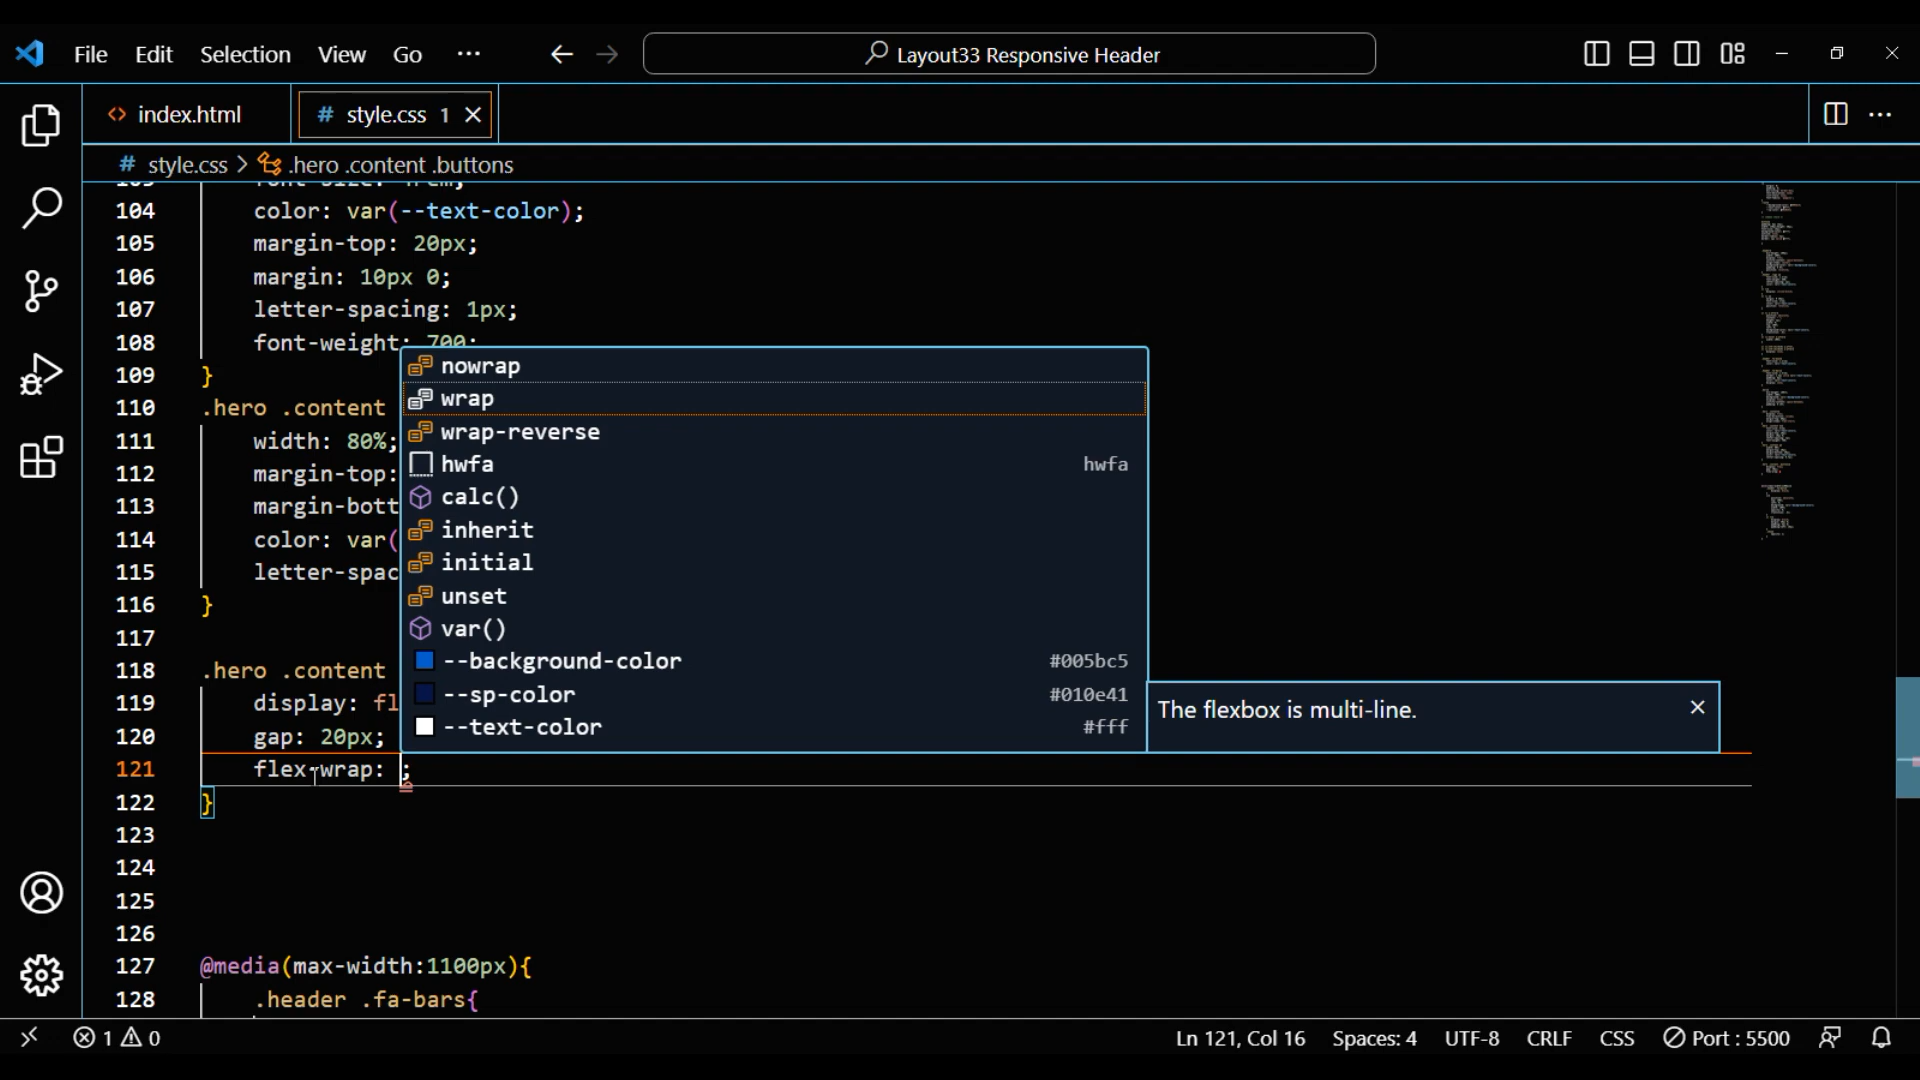 File Edit Selection View Go ··· Layout33 Responsive Header
<> index.html # style.css 1
# style.css > .hero .content .buttons
104 color: var(--text-color);
105 margin-top: 20px;
106 margin: 10px 0;
107 letter-spacing: 1px;
108 font-weight: 700;
109 }
110 .hero .content
111 width: 80%;
112 margin-top:
113 margin-bott
114 color: var(
115 letter-spac
116 }
117
118 .hero .content
119 display: fl
120 gap: 20px;
121 flex-wrap: ;
122 }
123
124
125
126
127 @media(max-width:1100px){
128 .header .fa-bars{
nowrap
wrap
wrap-reverse
hwfa hwfa
calc()
inherit
initial
unset
var()
--background-color #005bc5
--sp-color #010e41
--text-color #fff
The flexbox is multi-line.
1 0 Ln 121, Col 16 Spaces: 4 UTF-8 CRLF CSS Port : 5500